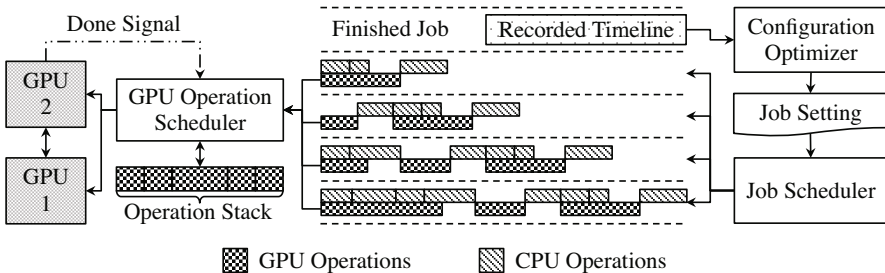 Done Signal
Finished Job
Recorded Timeline
Configuration
Optimizer
GPU
2
GPU Operation
Scheduler
Job Setting
GPU
1
Operation Stack
Job Scheduler
GPU Operations
CPU Operations